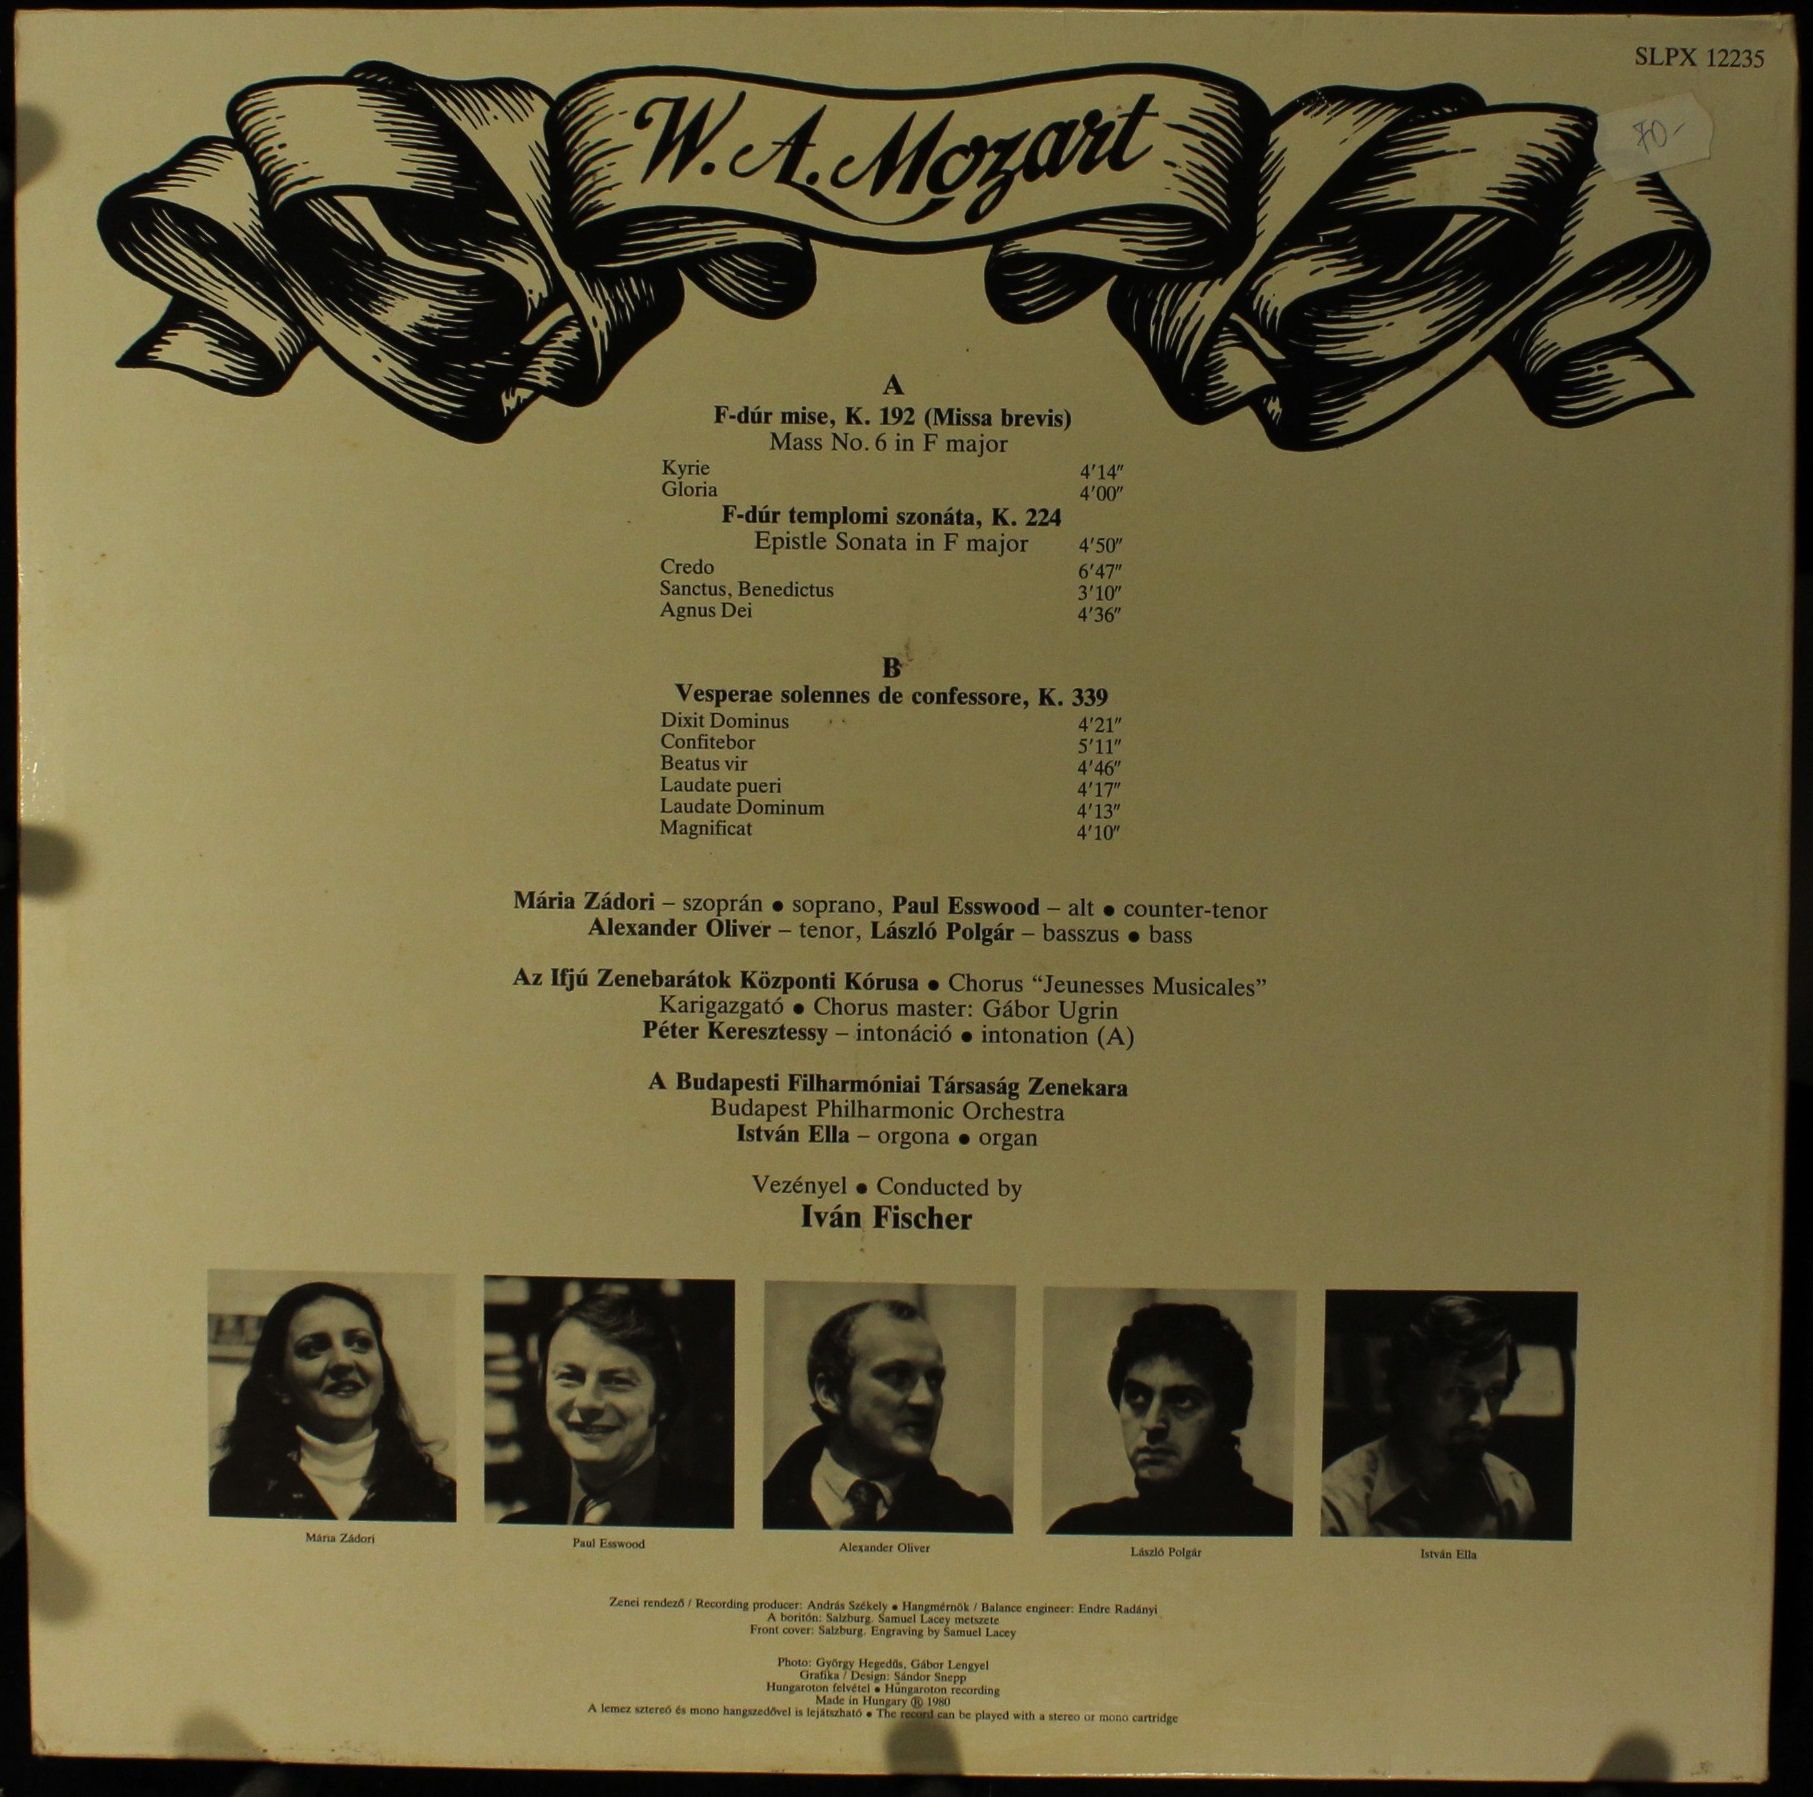 SLPX 12235
70-
W. A. Mozart
A
F-dúr mise, K. 192 (Missa brevis)
Mass No. 6 in F major
Kyrie 4'14"
Gloria 4'00"
F-dúr templomi szonáta, K. 224
Epistle Sonata in F major 4'50"
Credo 6'47"
Sanctus, Benedictus 3'10"
Agnus Dei 4'36"
B
Vesperae solennes de confessore, K. 339
Dixit Dominus 4'21"
Confitebor 5'11"
Beatus vir 4'46"
Laudate pueri 4'17"
Laudate Dominum 4'13"
Magnificat 4'10"
Mária Zádori – szoprán ● soprano, Paul Esswood – alt ● counter-tenor
Alexander Oliver – tenor, László Polgár – basszus ● bass
Az Ifjú Zenebarátok Központi Kórusa ● Chorus “Jeunesses Musicales”
Karigazgató ● Chorus master: Gábor Ugrin
Péter Keresztessy – intonáció ● intonation (A)
A Budapesti Filharmóniai Társaság Zenekara
Budapest Philharmonic Orchestra
István Ella – orgona ● organ
Vezényel ● Conducted by
Iván Fischer
Mária Zádori
Paul Esswood
Alexander Oliver
László Polgár
István Ella
Zenei rendező / Recording producer: András Székely ● Hangmérnök / Balance engineer: Endre Radányi
A borítón: Salzburg. Samuel Lacey metszete
Front cover: Salzburg. Engraving by Samuel Lacey
Photo: György Hegedűs, Gábor Lengyel
Grafika / Design: Sándor Snepp
Hungaroton felvétel ● Hungaroton recording
Made in Hungary ® 1980
A lemez sztereó és mono hangszedővel is lejátszható ● The record can be played with a stereo or mono cartridge